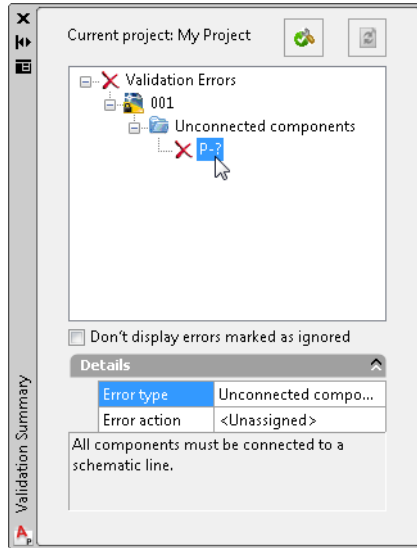 Current project: My Project
Validation Errors
001
Unconnected components
P-?
Don't display errors marked as ignored
Details
Error type Unconnected compo...
Error action <Unassigned>
All components must be connected to a
schematic line.
Validation Summary